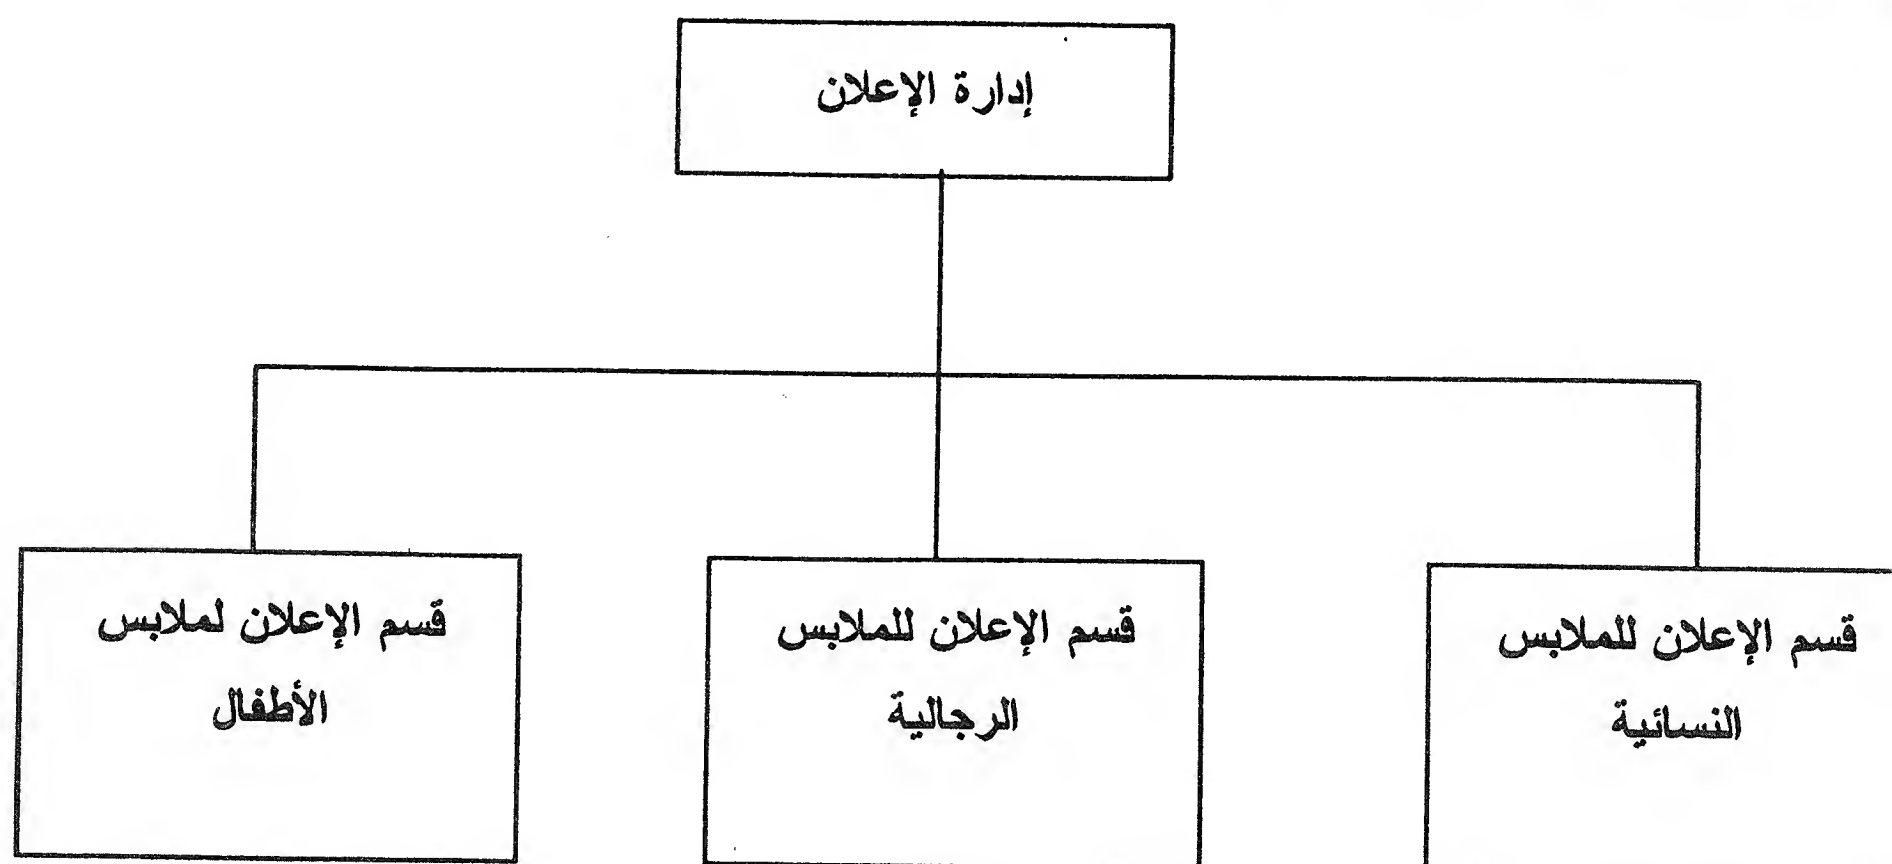 إدارة الإعلان
قسم الإعلان للملابس
النسائية
قسم الإعلان للملابس
الرجالية
قسم الإعلان لملابس
الأطفال